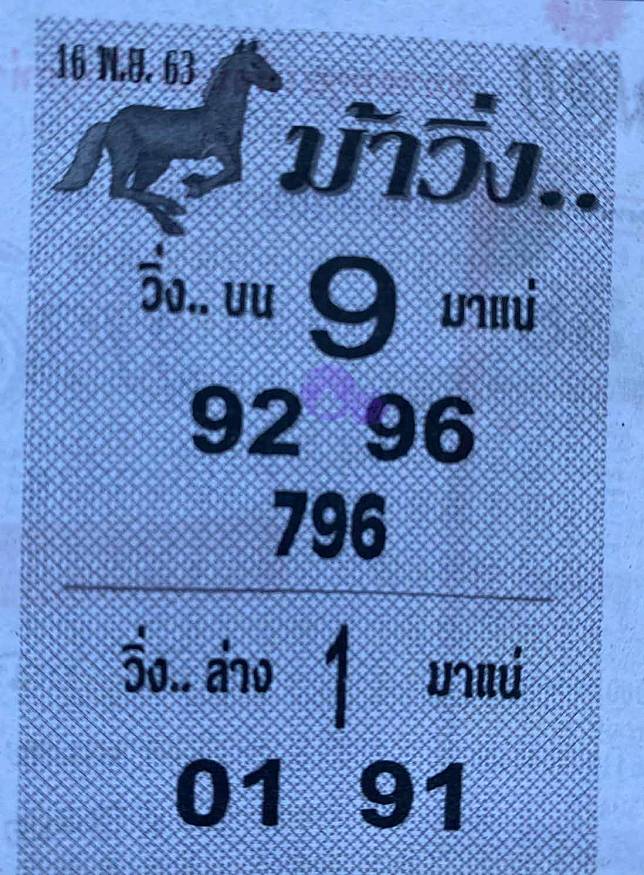 16 พ.ย. 63
ม้าวิ่ง..
วิ่ง.. บน 9 มาแน่
92 96
796
วิ่ง.. ล่าง 1 มาแน่
01 91